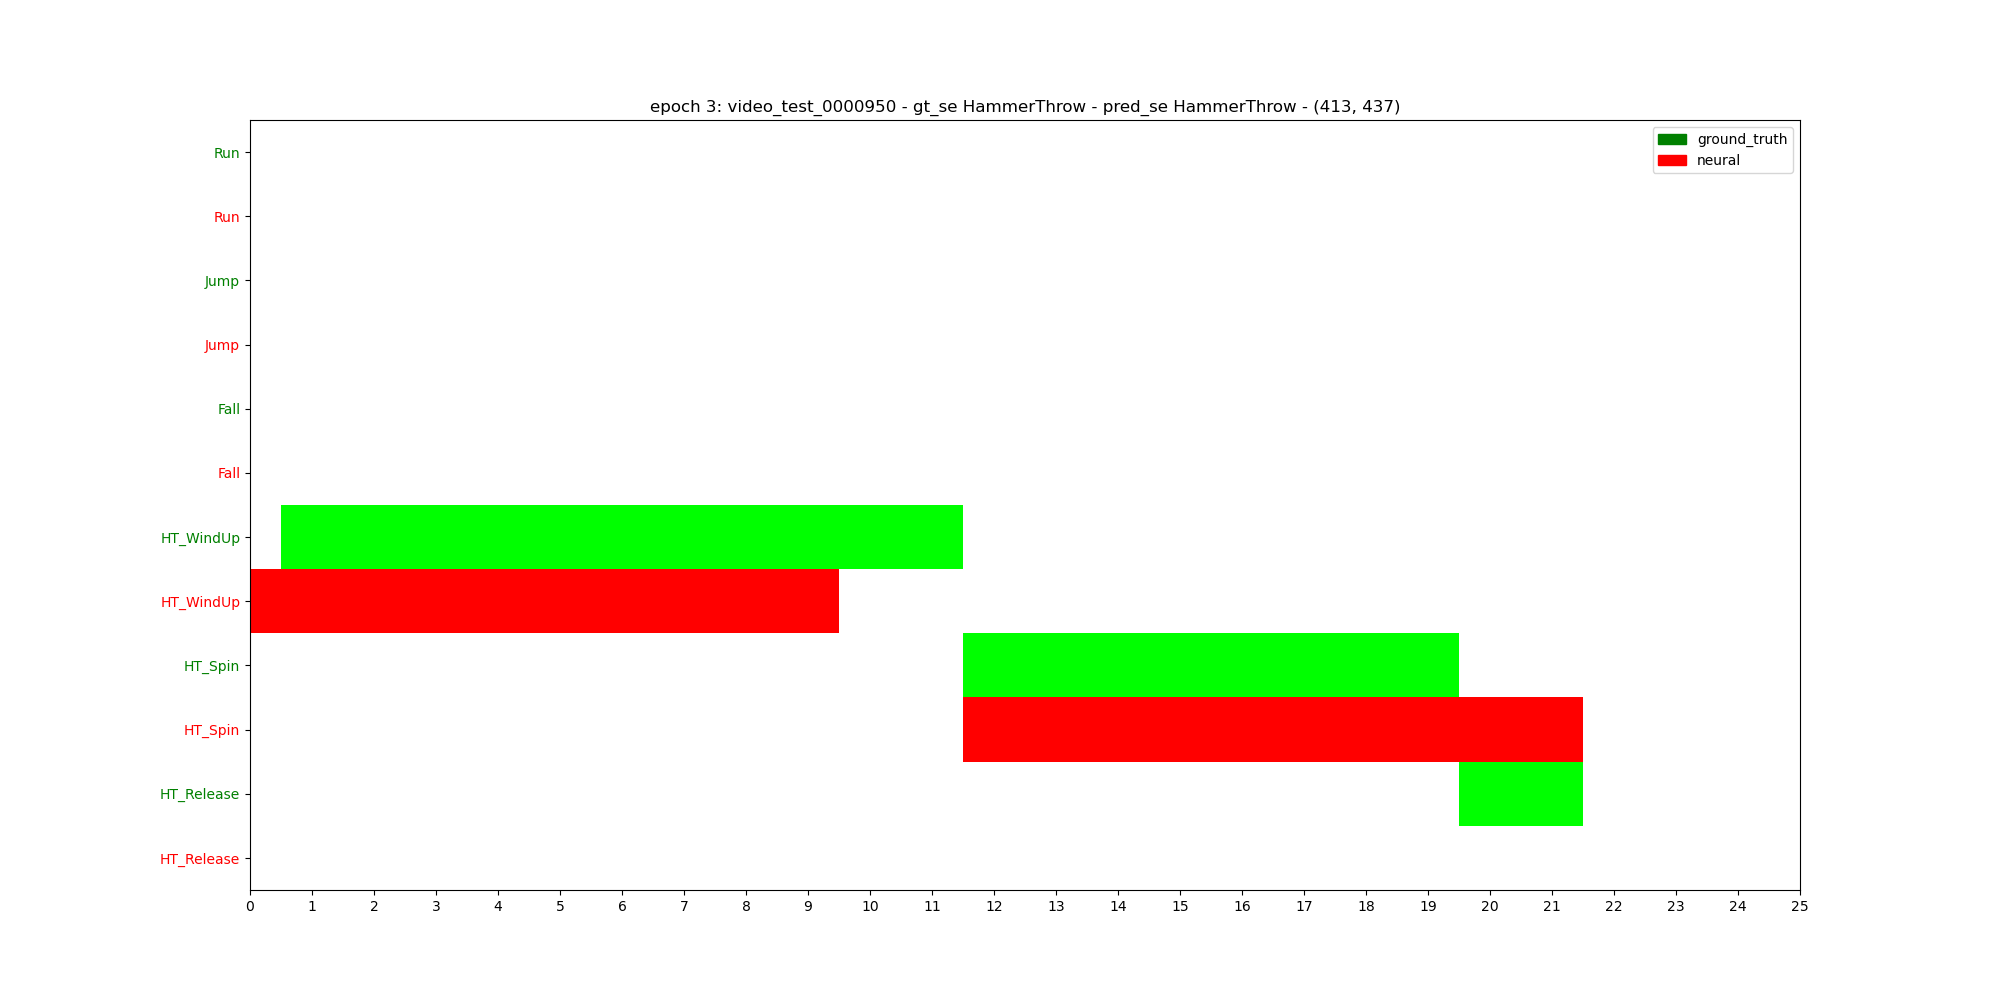 epoch 3: video_test_0000950 - gt_se HammerThrow - pred_se HammerThrow - (413, 437)
ground_truth
neural
Run
Run
Jump
Jump
Fall
Fall
HT_WindUp
HT_WindUp
HT_Spin
HT_Spin
HT_Release
HT_Release
0 1 2 3 4 5 6 7 8 9 10 11 12 13 14 15 16 17 18 19 20 21 22 23 24 25